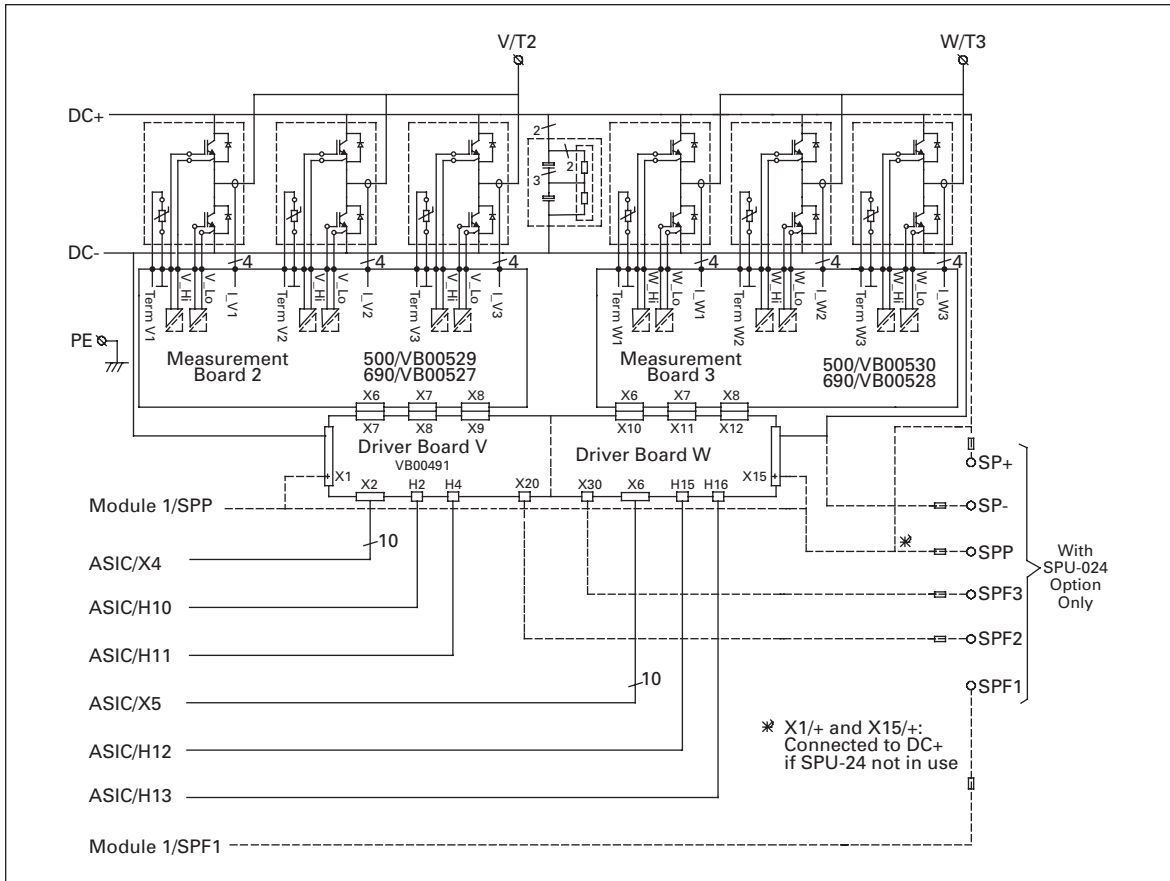 V/T2
W/T3
DC+
2
2
3
DC-
4
4
4
4
4
4
Term V1
V_Hi
V_Lo
I_V1
Term V2
V_Hi
V_Lo
I_V2
Term V3
V_Hi
V_Lo
I_V3
Term W1
W_Hi
W_Lo
I_W1
Term W2
W_Hi
W_Lo
I_W2
Term W3
W_Hi
W_Lo
I_W3
PE
Measurement
Board 2
500/VB00529
690/VB00527
Measurement
Board 3
500/VB00530
690/VB00528
X6 X7 X8
X7 X8 X9
X6 X7 X8
X10 X11 X12
Driver Board V
VB00491
Driver Board W
X1
X15
X2 H2 H4 X20 X30 X6 H15 H16
SP+
SP-
SPP
SPF3
SPF2
SPF1
With
SPU-024
Option
Only
Module 1/SPP
10
ASIC/X4
ASIC/H10
ASIC/H11
10
ASIC/X5
ASIC/H12
ASIC/H13
Module 1/SPF1
* X1/+ and X15/+:
Connected to DC+
if SPU-24 not in use